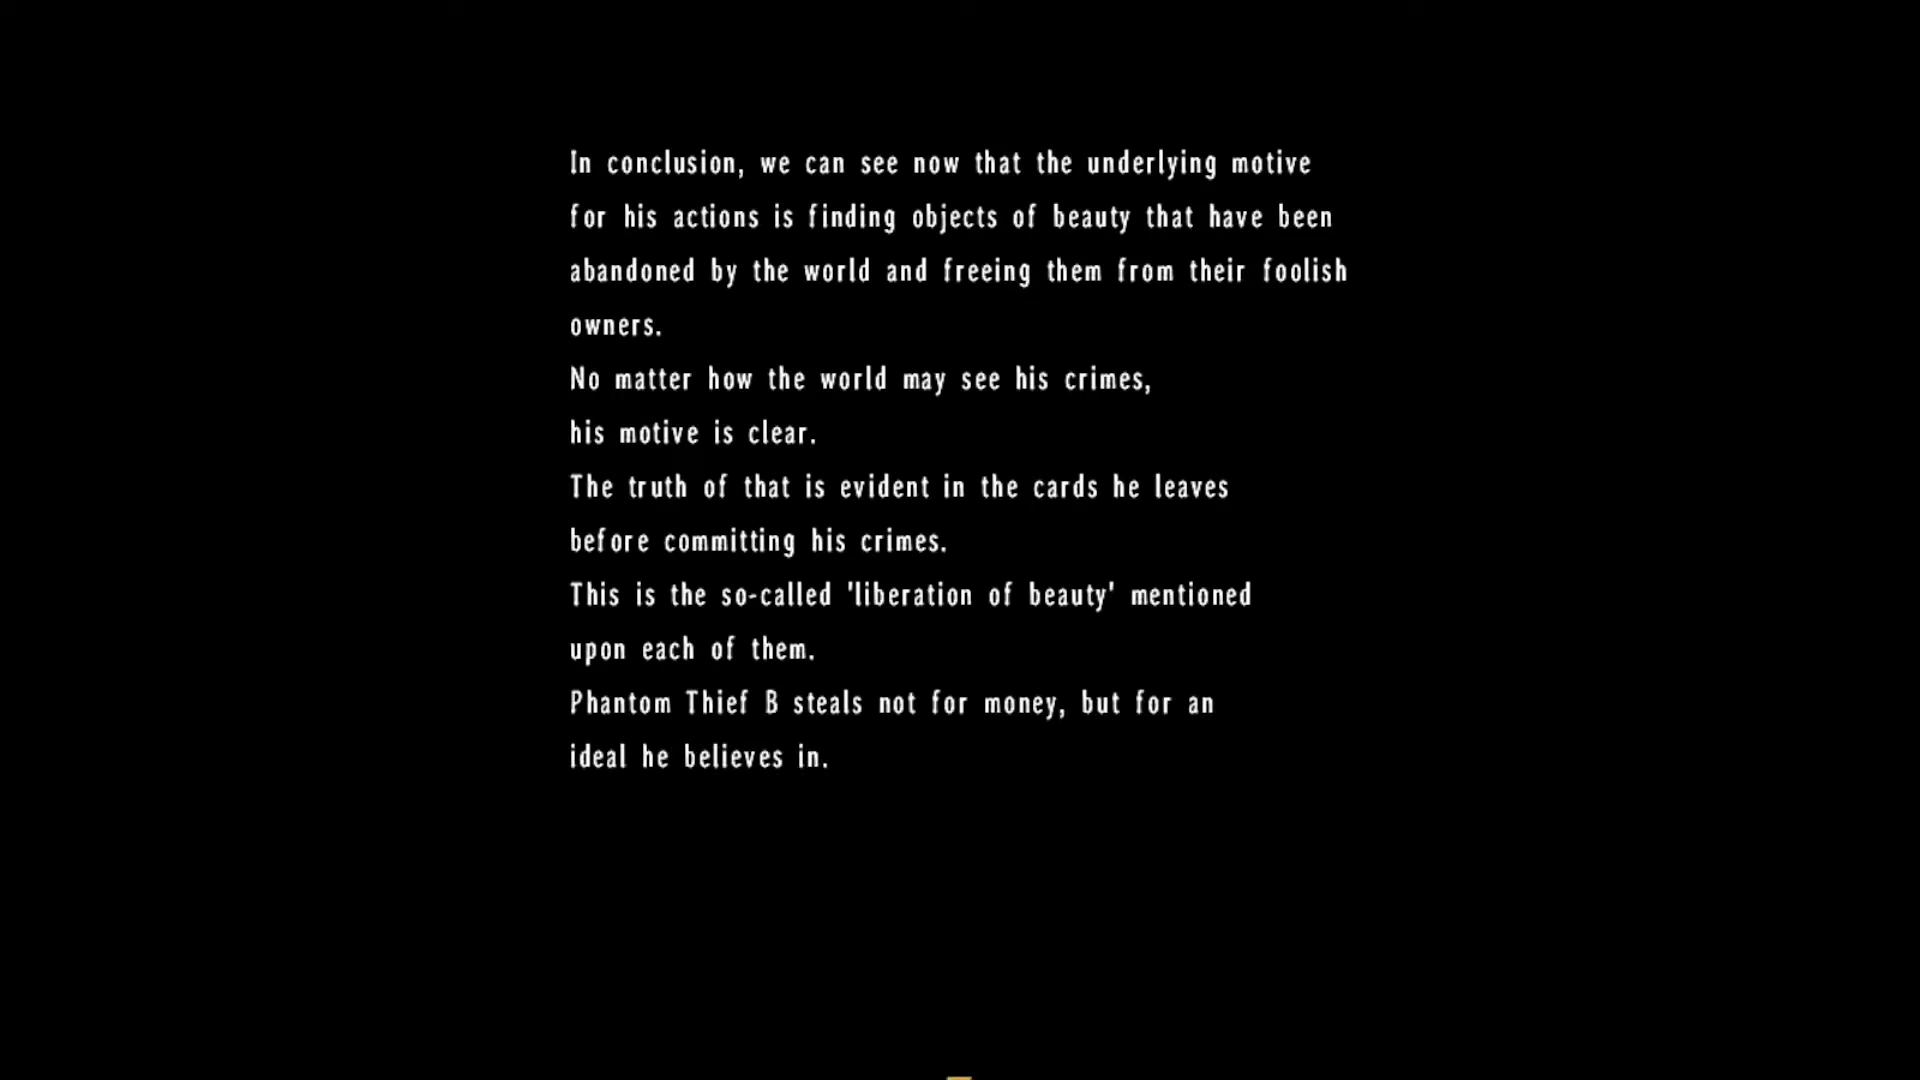 In conclusion, we can see now that the underlying motive
for his actions is finding objects of beauty that have been
abandoned by the world and freeing them from their foolish
owners.
No matter how the world may see his crimes,
his motive is clear.
The truth of that is evident in the cards he leaves
before committing his crimes.
This is the so-called 'liberation of beauty' mentioned
upon each of them.
Phantom Thief B steals not for money, but for an
ideal he believes in.